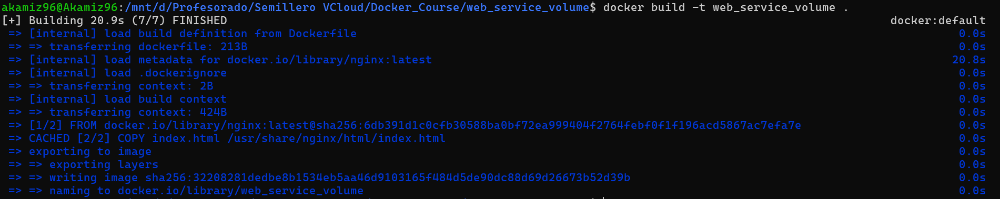 akamiz96@Akamiz96:/mnt/d/Profesorado/Semillero VCloud/Docker_Course/web_service_volume$ docker build -t web_service_volume .
[+] Building 20.9s (7/7) FINISHED docker:default
=> [internal] load build definition from Dockerfile 0.0s
=> => transferring dockerfile: 213B 0.0s
=> [internal] load metadata for docker.io/library/nginx:latest 20.8s
=> [internal] load .dockerignore 0.0s
=> => transferring context: 2B 0.0s
=> [internal] load build context 0.0s
=> => transferring context: 424B 0.0s
=> [1/2] FROM docker.io/library/nginx:latest@sha256:6db391d1c0cfb30588ba0bf72ea999404f2764febf0f1f196acd5867ac7efa7e 0.0s
=> CACHED [2/2] COPY index.html /usr/share/nginx/html/index.html 0.0s
=> exporting to image 0.0s
=> => exporting layers 0.0s
=> => writing image sha256:32208281dedbe8b1534eb5aa46d9103165f484d5de90dc88d69d26673b52d39b 0.0s
=> => naming to docker.io/library/web_service_volume 0.0s